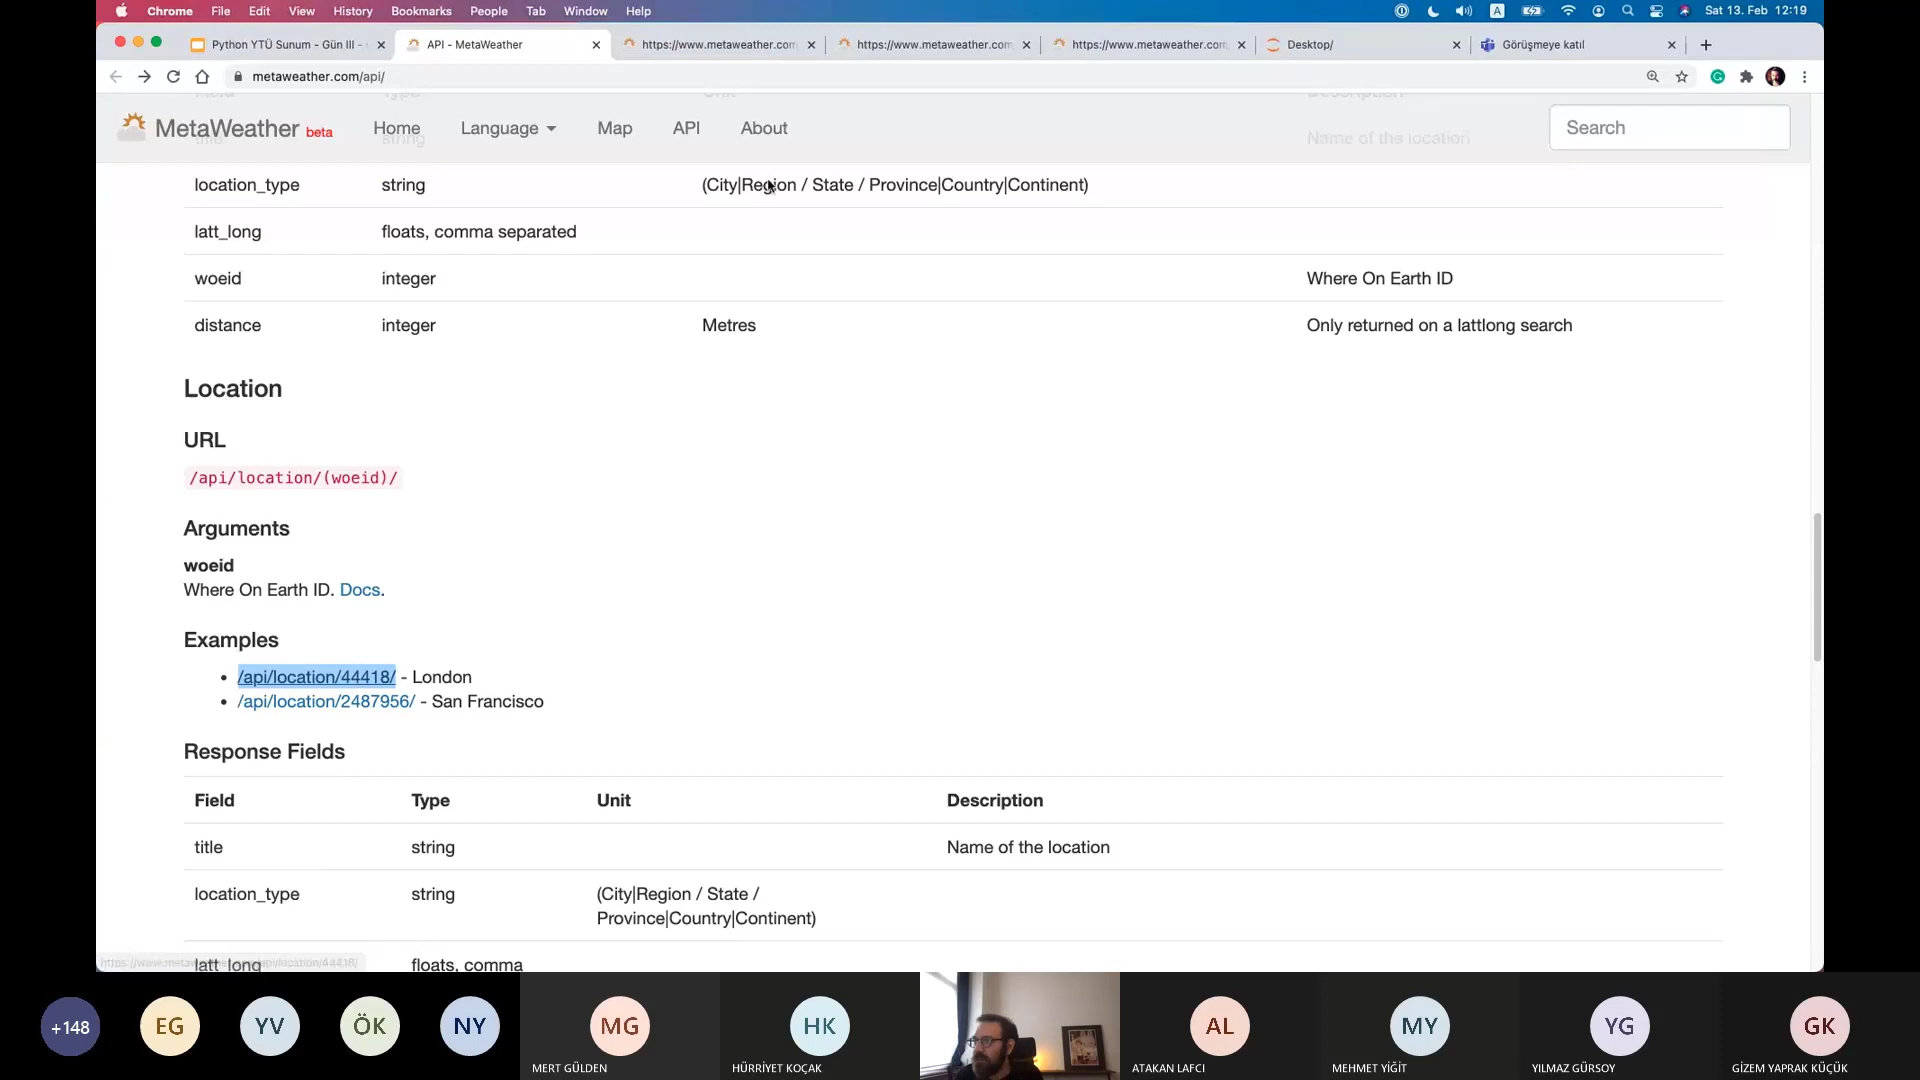 Chrome File Edit View History Bookmarks People Tab Window Help A Sat 13. Feb 12:19
Python YTÜ Sunum - Gün III - API - MetaWeather https://www.metaweather.com https://www.metaweather.com https://www.metaweather.com Desktop/ Görüşmeye katıl
metaweather.com/api/
MetaWeather beta Home Language Map API About Search
title string Name of the location
location_type string (City|Region / State / Province|Country|Continent)
latt_long floats, comma separated
woeid integer Where On Earth ID
distance integer Metres Only returned on a lattlong search
Location
URL
/api/location/(woeid)/
Arguments
woeid
Where On Earth ID. Docs.
Examples
/api/location/44418/ - London
/api/location/2487956/ - San Francisco
Response Fields
Field Type Unit Description
title string Name of the location
location_type string (City|Region / State /
Province|Country|Continent)
latt_long floats, comma
+148 EG YV ÖK NY MG HK AL MY YG GK
MERT GÜLDEN HÜRRİYET KOÇAK ATAKAN LAFCI MEHMET YİĞİT YILMAZ GÜRSOY GİZEM YAPRAK KÜÇÜK